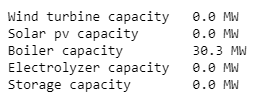 Wind turbine capacity 0.0 MW
Solar pv capacity 0.0 MW
Boiler capacity 30.3 MW
Electrolyzer capacity 0.0 MW
Storage capacity 0.0 MW